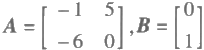 A = [ -1 5 ; -6 0 ], B = [ 0 ; 1 ]